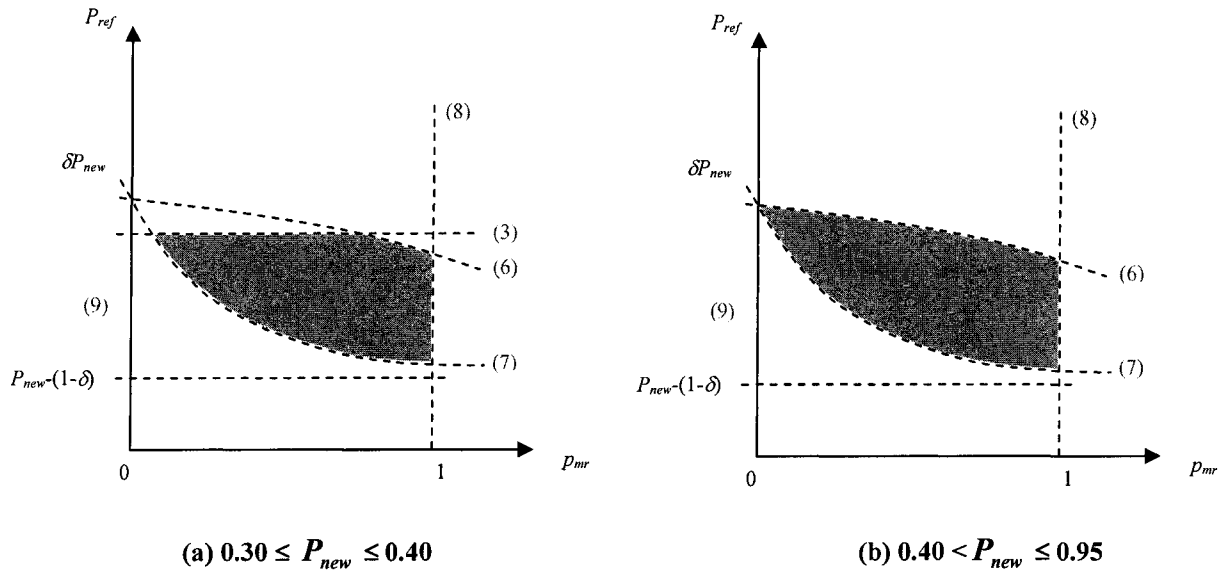 P_ref
(8)
δP_new
(3)
(6)
(9)
(7)
P_new-(1-δ)
0
1
p_mr
(a) 0.30 ≤ P_new ≤ 0.40
P_ref
(8)
δP_new
(6)
(9)
(7)
P_new-(1-δ)
0
1
p_mr
(b) 0.40 < P_new ≤ 0.95